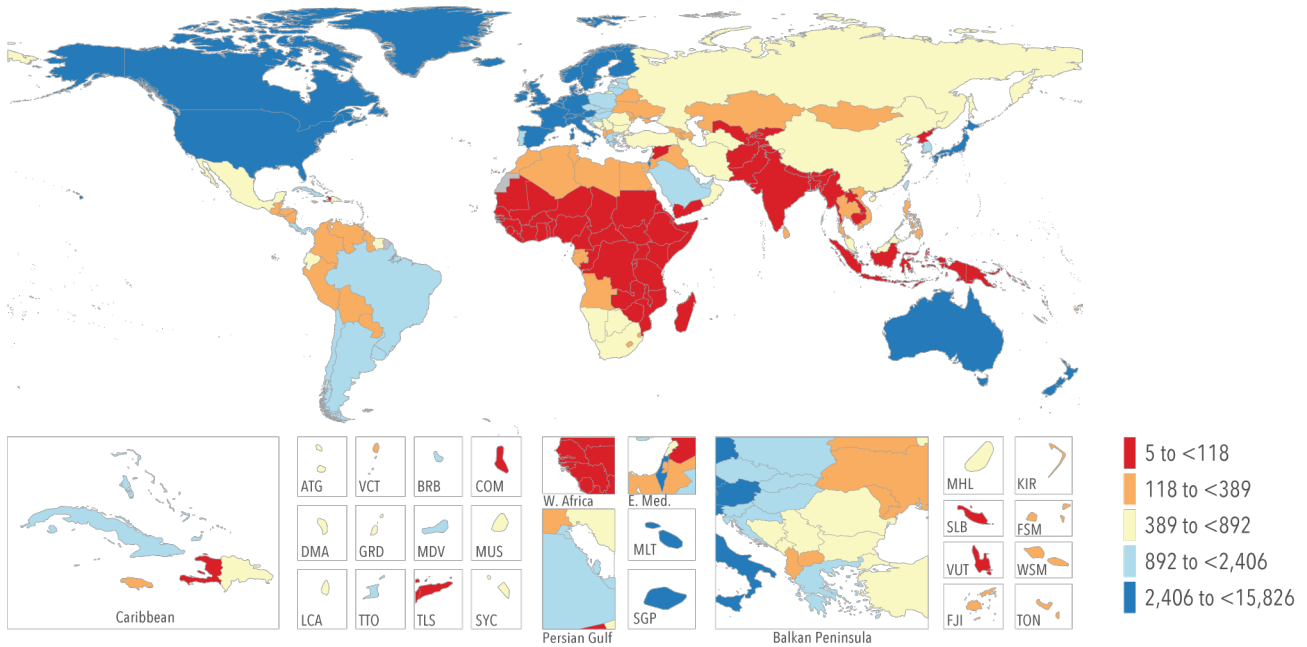 Caribbean
ATG
VCT
BRB
COM
DMA
GRD
MDV
MUS
LCA
TTO
TLS
SYC
W. Africa
E. Med.
MLT
Persian Gulf
SGP
Balkan Peninsula
MHL
KIR
SLB
FSM
VUT
WSM
FJI
TON
5 to <118
118 to <389
389 to <892
892 to <2,406
2,406 to <15,826